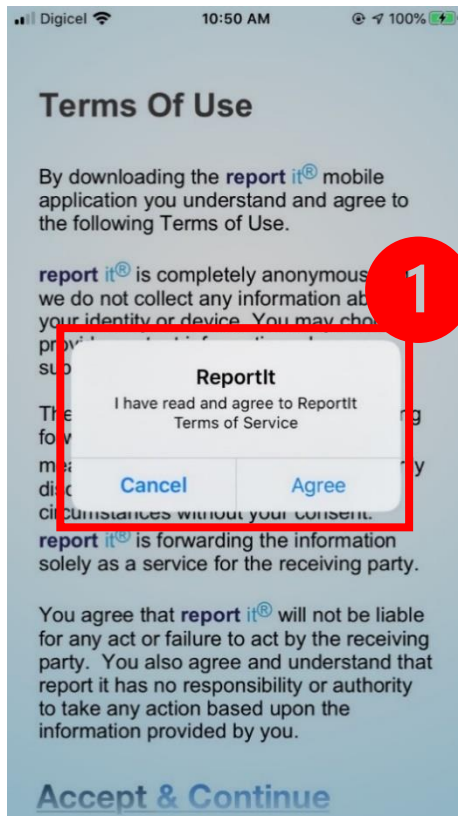 Digicel 10:50 AM 100%
Terms Of Use
By downloading the report it® mobile
application you understand and agree to
the following Terms of Use.
report it® is completely anonymous
we do not collect any information
your identity or device. You may
1
ReportIt
I have read and agree to ReportIt
Terms of Service
Cancel Agree
circumstances without your consent.
report it® is forwarding the information
solely as a service for the receiving party.
You agree that report it® will not be liable
for any act or failure to act by the receiving
party. You also agree and understand that
report it has no responsibility or authority
to take any action based upon the
information provided by you.
Accept & Continue